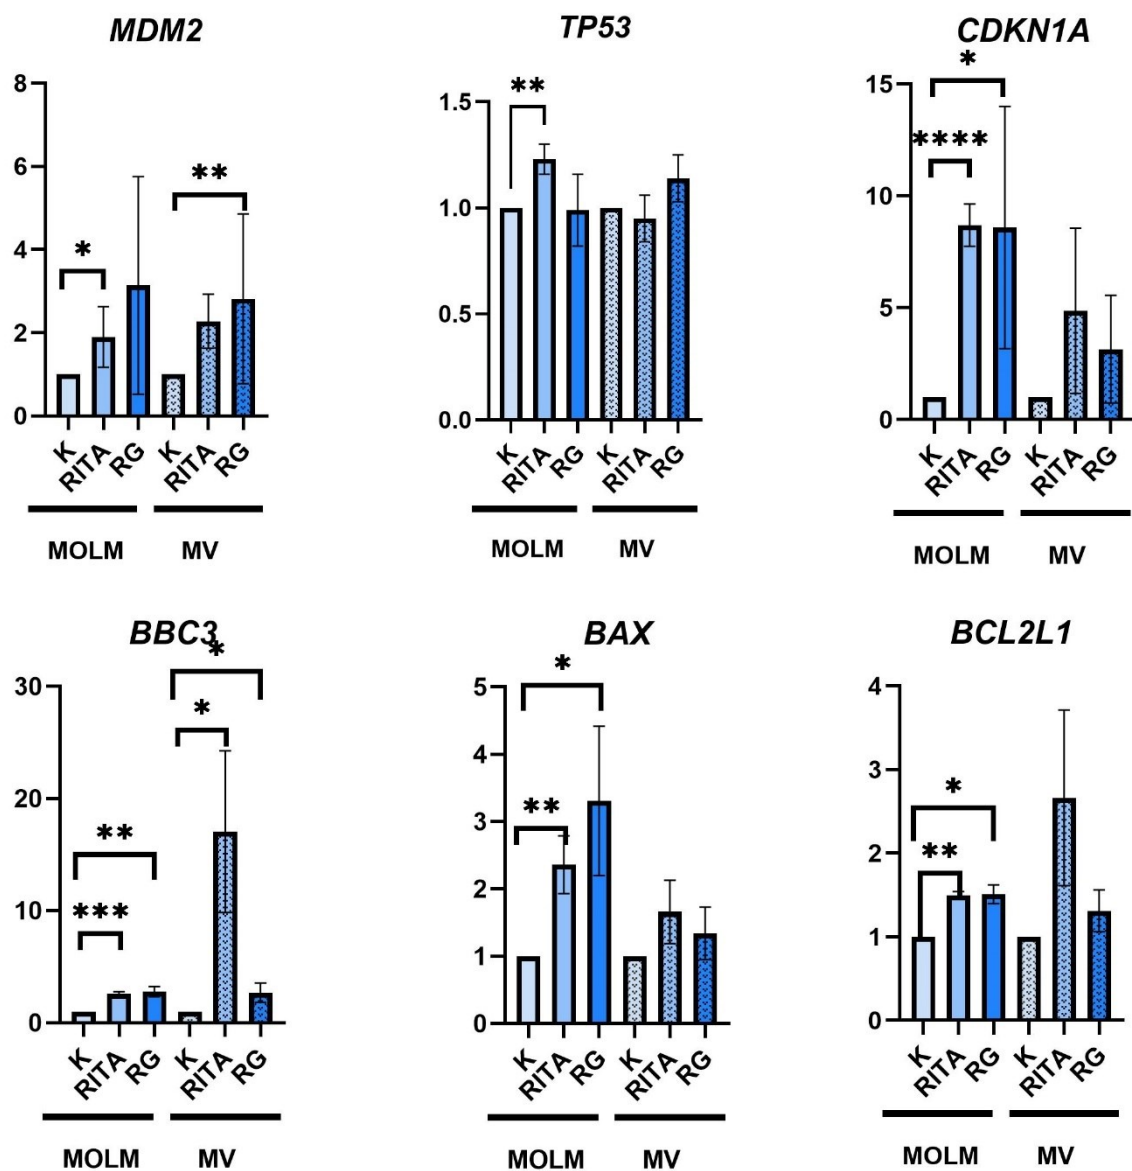 MDM2
8
6
4
2
0
*
**
K
RITA
RG
K
RITA
RG
MOLM
MV
TP53
1.5
1.0
0.5
0.0
**
K
RITA
RG
K
RITA
RG
MOLM
MV
CDKN1A
15
10
5
0
*
****
K
RITA
RG
K
RITA
RG
MOLM
MV
BBC3
30
20
10
0
*
*
**
***
K
RITA
RG
K
RITA
RG
MOLM
MV
BAX
5
4
3
2
1
0
*
**
K
RITA
RG
K
RITA
RG
MOLM
MV
BCL2L1
4
3
2
1
0
*
**
K
RITA
RG
K
RITA
RG
MOLM
MV